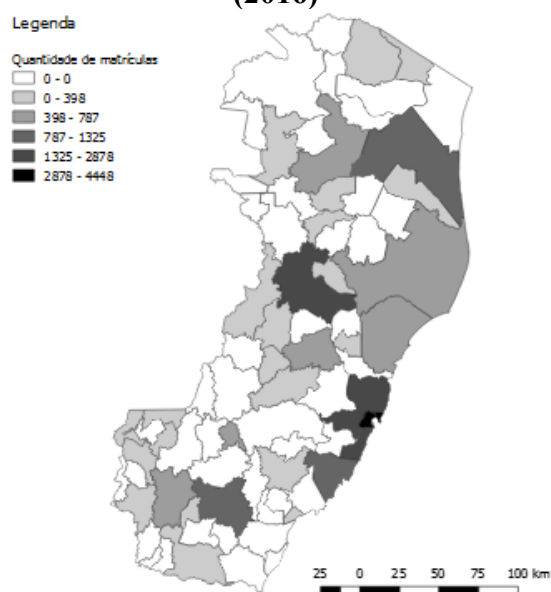 (2016)
Legenda
Quantidade de matrículas
0 - 0
0 - 398
398 - 787
787 - 1325
1325 - 2878
2878 - 4448
25 0 25 50 75 100 km